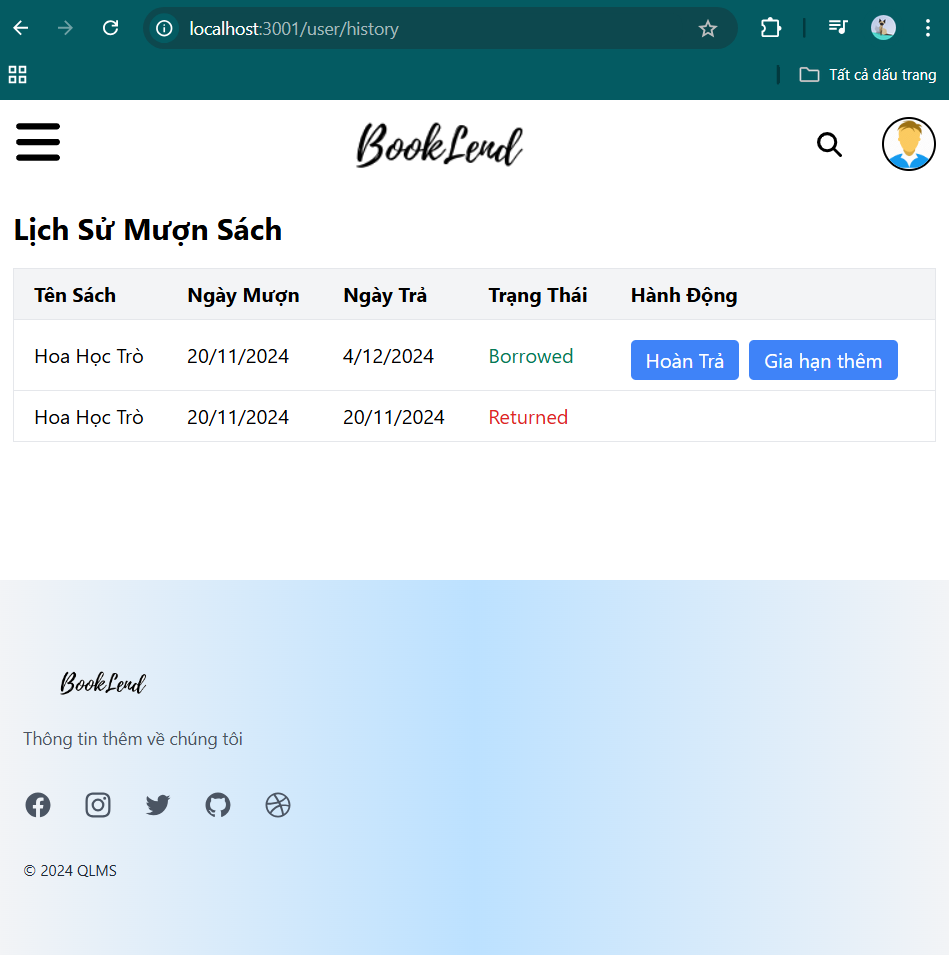 localhost:3001/user/history
Tất cả dấu trang
BookLend
Lịch Sử Mượn Sách
Tên Sách Ngày Mượn Ngày Trả Trạng Thái Hành Động
Hoa Học Trò 20/11/2024 4/12/2024 Borrowed Hoàn Trả Gia hạn thêm
Hoa Học Trò 20/11/2024 20/11/2024 Returned
BookLend
Thông tin thêm về chúng tôi
© 2024 QLMS